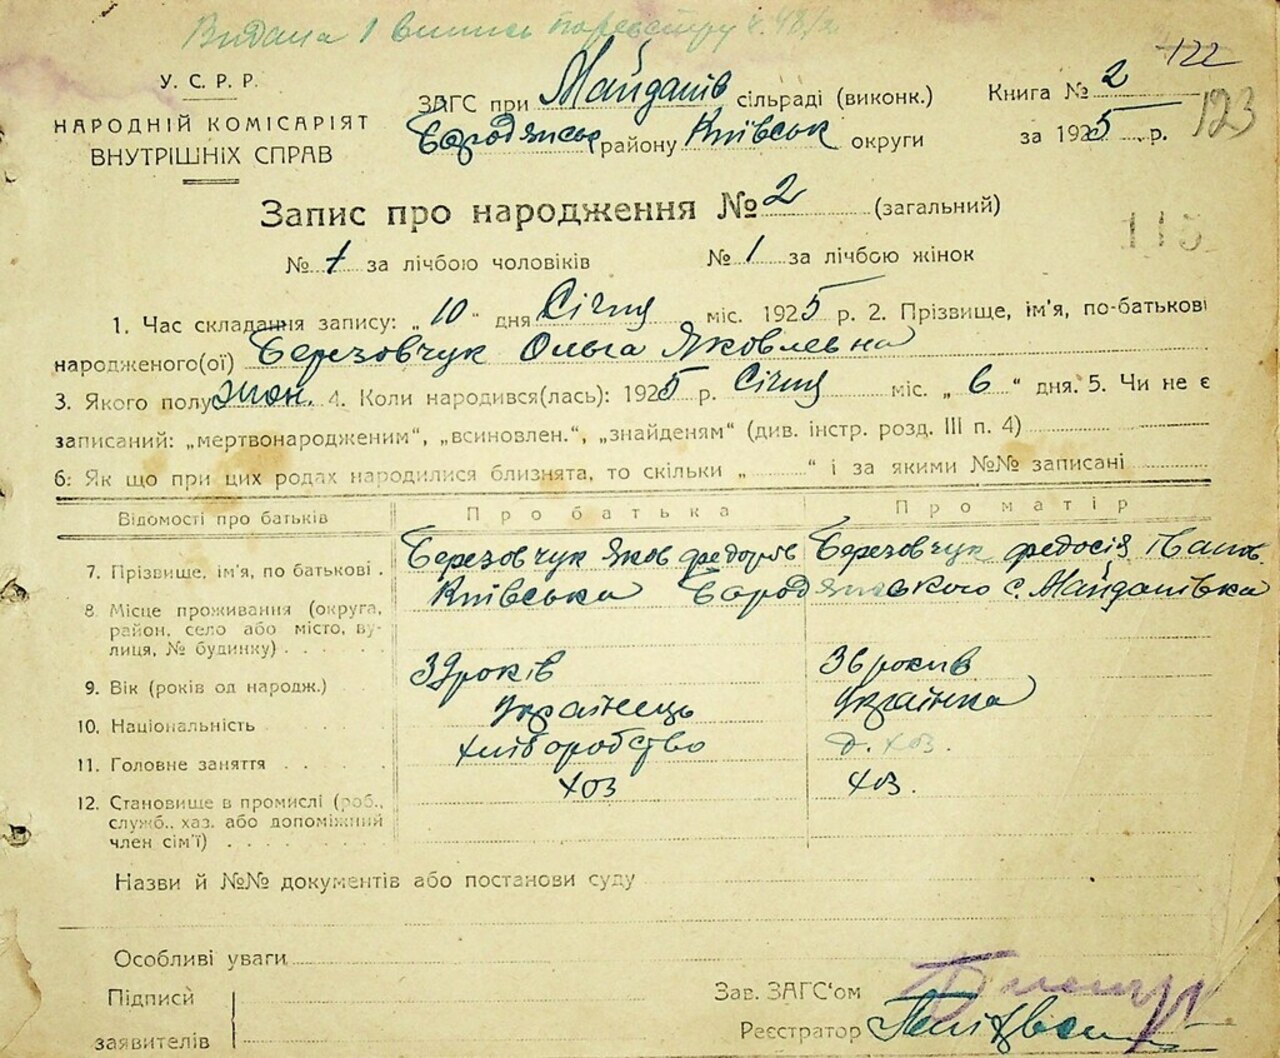 Видана 1 випись по реєстру
122
У. С. Р. Р.
НАРОДНІЙ КОМІСАРІЯТ
ВНУТРІШНІХ СПРАВ
ЗАГС при Майданів сільраді (виконк.)
Бородянськ району Київськ округи
Книга № 2
за 1925 р.
123
Запис про народження № 2 (загальний)
115
№ 1 за лічбою чоловіків № 1 за лічбою жінок
1. Час складання запису: „ 10 “ дня Січня міс. 1925 р. 2. Прізвище, ім'я, по-батькові
народженого(ої) Березовчук Ольга Яковлевна
3. Якого полу жен. 4. Коли народився(лась): 1925 р. Січня міс. „ 6 “ дня. 5. Чи не є
записаний: „мертвонародженим“, „всиновлен.“, „знайденям“ (див. інстр. розд. III п. 4)
6: Як що при цих родах народилися близнята, то скільки „ “ і за якими №№ записані
Відомості про батьків Про батька Про матір
7. Прізвище, ім'я, по батькові . Березовчук Яков Федорів Березовчук Федосія Іванов.
8. Місце проживання (округа, район, село або місто, ву-лиця, № будинку) . Київська Бородянського с. Майданівка
9. Вік (років од народж.) 39 років 36 років
10. Національність Українець Українка
11. Головне заняття хліборобство д. хоз.
12. Становище в промислі (роб., служб., хаз. або допоміжний член сім'ї) хоз хоз.
Назви й №№ документів або постанови суду
Особливі уваги
Підписи
заявителів
Зав. ЗАГС'ом
Реєстратор